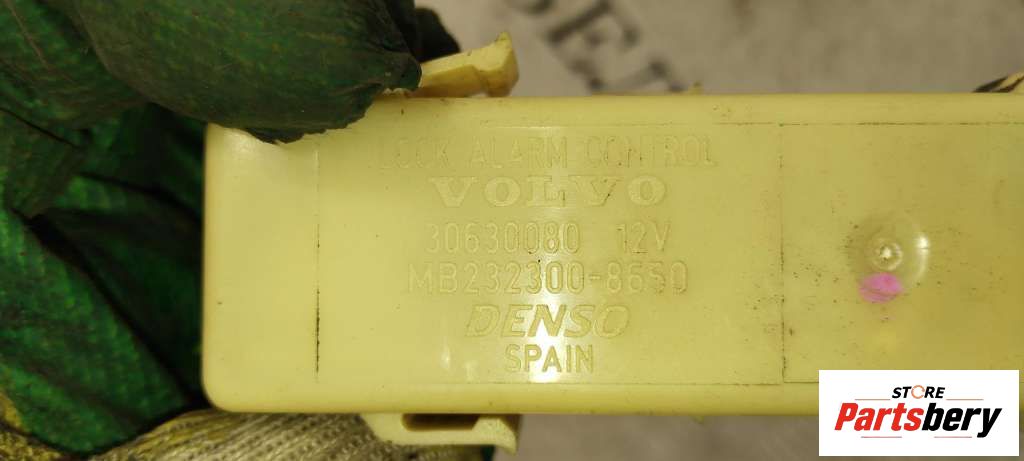 LOCK ALARM CONTROL
VOLVO
30630080 12V
MB232300-8650
DENSO
SPAIN
STORE
Partsbery